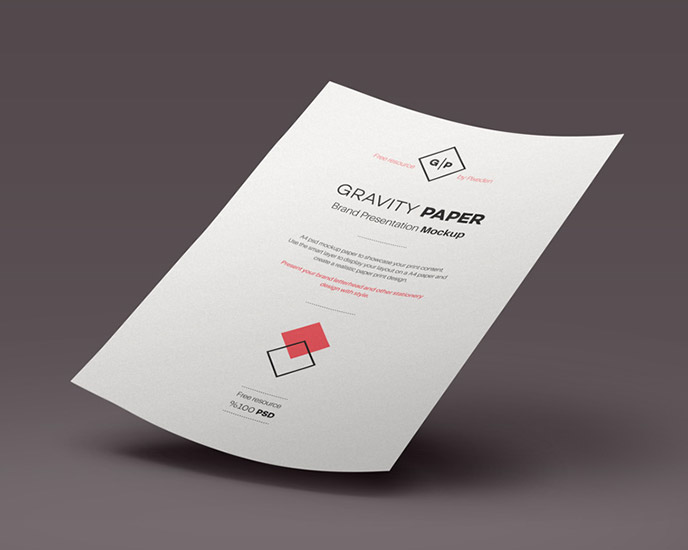 Free resource
G/P
by Pixeden
GRAVITY PAPER
Brand Presentation Mockup
A4 psd mockup paper to showcase your print content
Use the smart layer to display your layout on a A4 paper and
create a realistic paper print design.
Present your brand letterhead and other stationery
design with style.
Free resource
%100 PSD